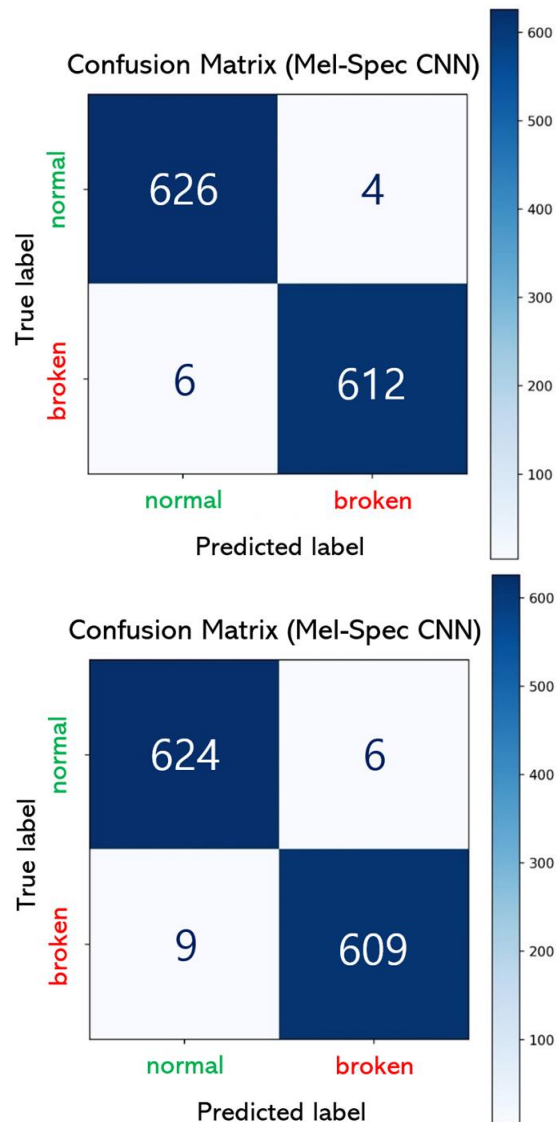 Confusion Matrix (Mel-Spec CNN)
600
500
400
300
200
100
True label
normal
broken
626
4
6
612
normal
broken
Predicted label
Confusion Matrix (Mel-Spec CNN)
600
500
400
300
200
100
True label
normal
broken
624
6
9
609
normal
broken
Predicted label